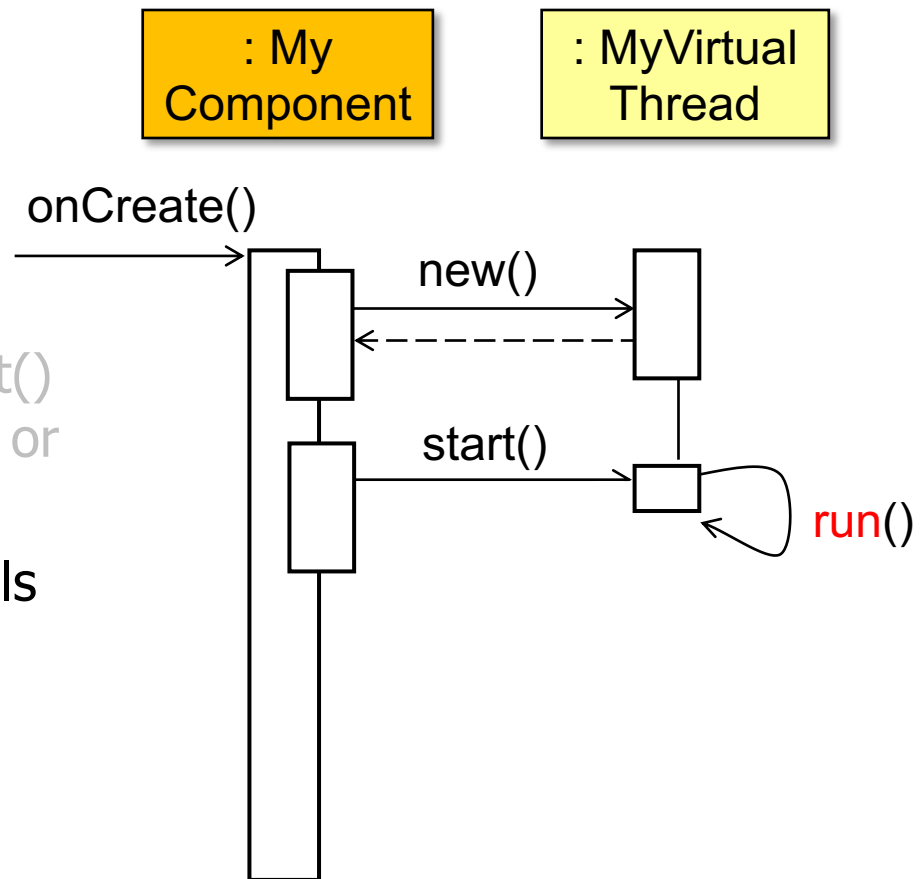 : My
Component
: MyVirtual
Thread
onCreate()
new()
t()
or
start()
run()
ls